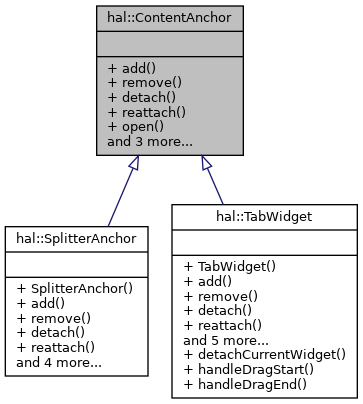 hal::ContentAnchor
+ add()
+ remove()
+ detach()
+ reattach()
+ open()
and 3 more...
hal::SplitterAnchor
+ SplitterAnchor()
+ add()
+ remove()
+ detach()
+ reattach()
and 4 more...
hal::TabWidget
+ TabWidget()
+ add()
+ remove()
+ detach()
+ reattach()
and 5 more...
+ detachCurrentWidget()
+ handleDragStart()
+ handleDragEnd()